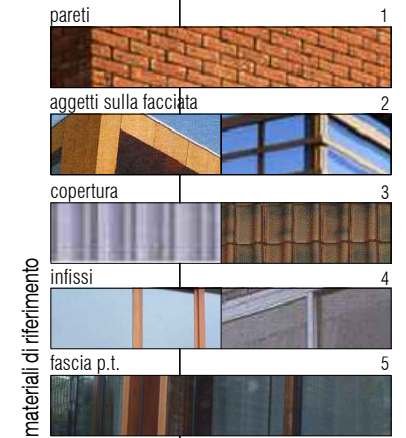 pareti 1
aggetti sulla facciata 2
copertura 3
infissi 4
fascia p.t. 5
materiali di riferimento